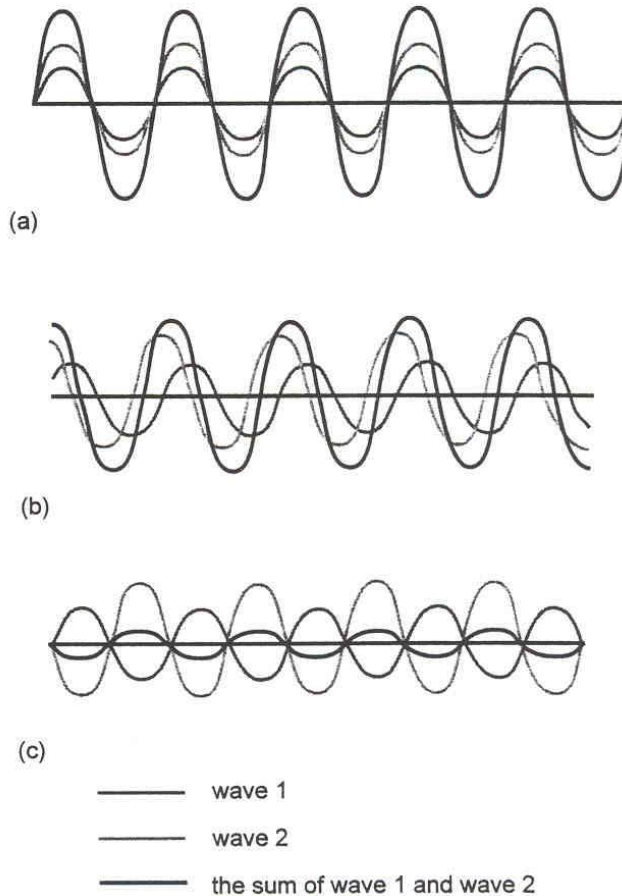 (a)
(b)
(c)
wave 1
wave 2
the sum of wave 1 and wave 2